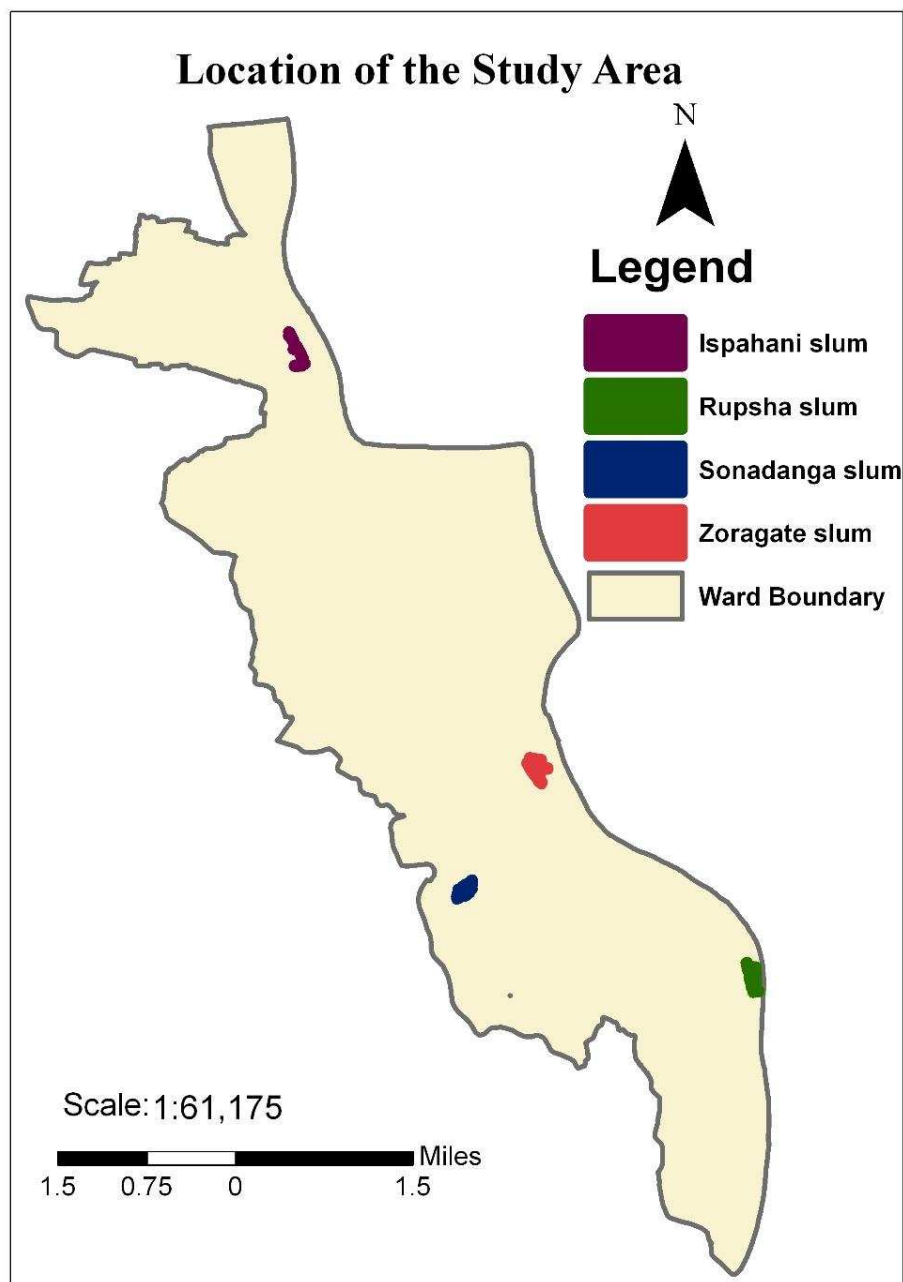 Location of the Study Area
N
Legend
Ispahani slum
Rupsha slum
Sonadanga slum
Zoragate slum
Ward Boundary
Scale: 1:61,175
Miles
1.5 0.75 0 1.5